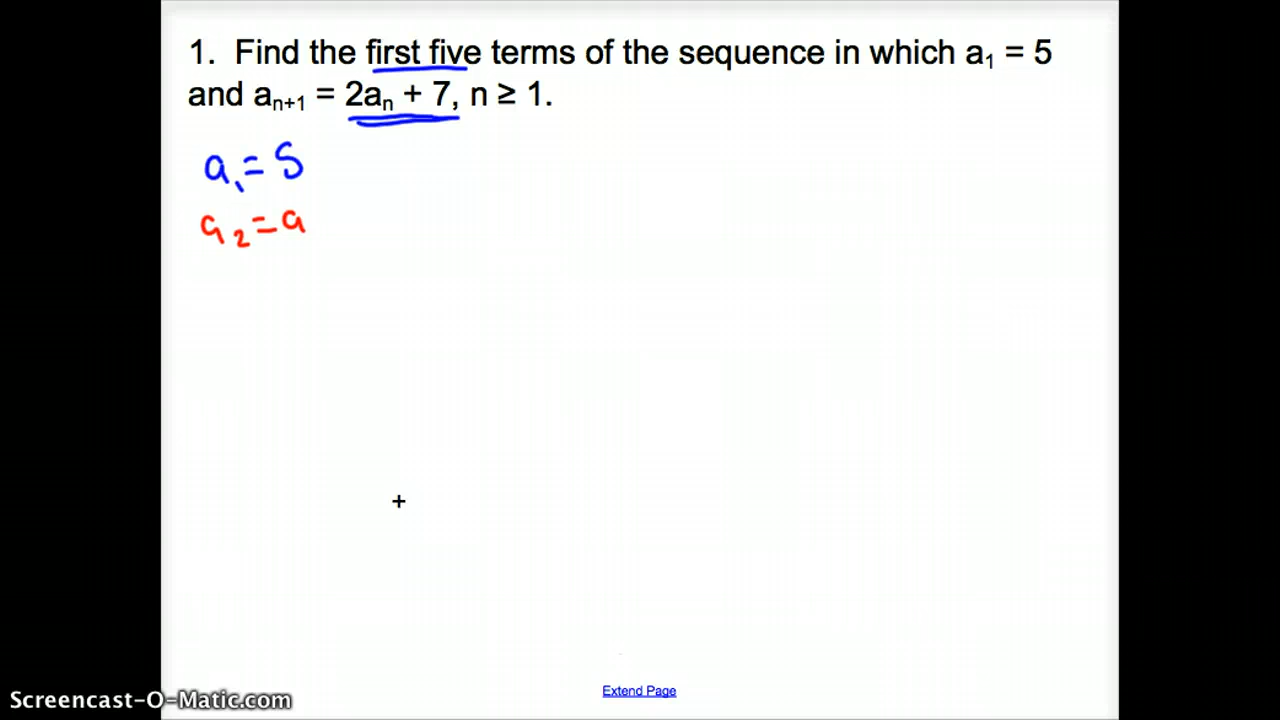 1. Find the first five terms of the sequence in which a₁ = 5
and aₙ₊₁ = 2aₙ + 7, n ≥ 1.
a₁ = 5
a₂ = a
Extend Page
Screencast-O-Matic.com